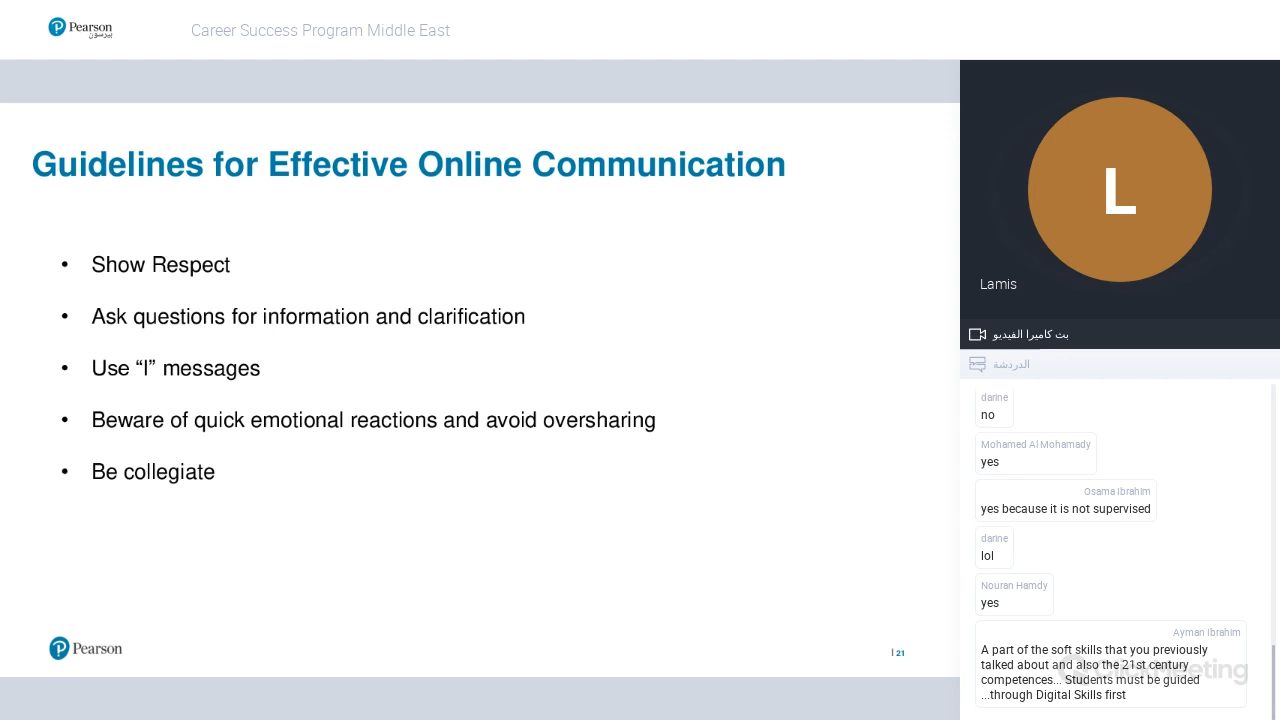 Pearson
بيرسون
Career Success Program Middle East
Guidelines for Effective Online Communication
• Show Respect
• Ask questions for information and clarification
• Use “I” messages
• Beware of quick emotional reactions and avoid oversharing
• Be collegiate
Pearson
21
L
Lamis
بث كاميرا الفيديو
الدردشة
darine
no
Mohamed Al Mohamady
yes
Osama Ibrahim
yes because it is not supervised
darine
lol
Nouran Hamdy
yes
Ayman Ibrahim
A part of the soft skills that you previously
talked about and also the 21st century
competences... Students must be guided
...through Digital Skills first
ClickMeeting